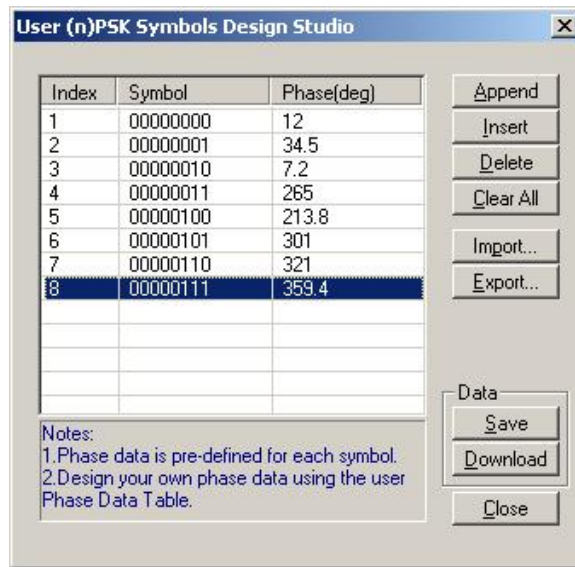 User (n)PSK Symbols Design Studio
Index Symbol Phase(deg)
1 00000000 12
2 00000001 34.5
3 00000010 7.2
4 00000011 265
5 00000100 213.8
6 00000101 301
7 00000110 321
8 00000111 359.4
Notes:
1.Phase data is pre-defined for each symbol.
2.Design your own phase data using the user
Phase Data Table.
Append
Insert
Delete
Clear All
Import...
Export...
Data
Save
Download
Close